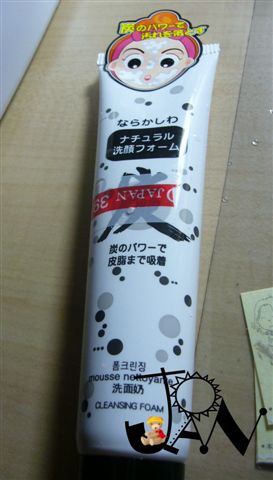 炭のパワーで
汚れを落とす
ならかしわ
ナチュラル
洗顔フォーム
JAPAN 39
炭
炭のパワーで
皮脂まで吸着
폼크린징
mousse nettoyante
洗面奶
CLEANSING FOAM
JPN